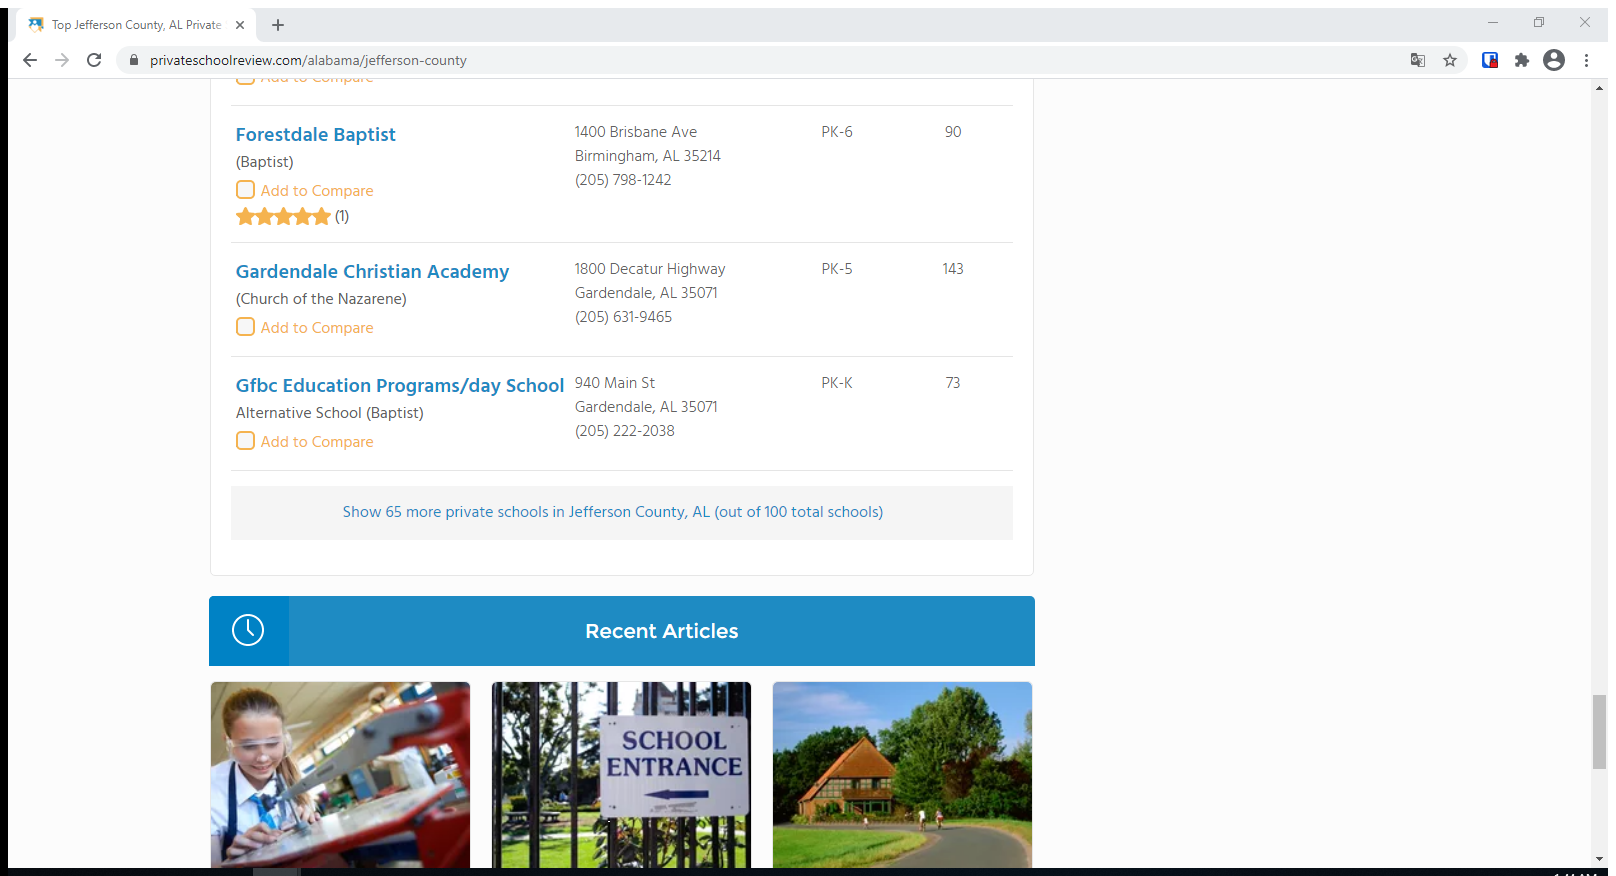 Top Jefferson County, AL Private
privateschoolreview.com/alabama/jefferson-county
Add to Compare
Forestdale Baptist
1400 Brisbane Ave
PK-6
90
(Baptist)
Birmingham, AL 35214
Add to Compare
(205) 798-1242
(1)
Gardendale Christian Academy
1800 Decatur Highway
PK-5
143
(Church of the Nazarene)
Gardendale, AL 35071
Add to Compare
(205) 631-9465
Gfbc Education Programs/day School
940 Main St
PK-K
73
Alternative School (Baptist)
Gardendale, AL 35071
Add to Compare
(205) 222-2038
Show 65 more private schools in Jefferson County, AL (out of 100 total schools)
Recent Articles
SCHOOL
ENTRANCE